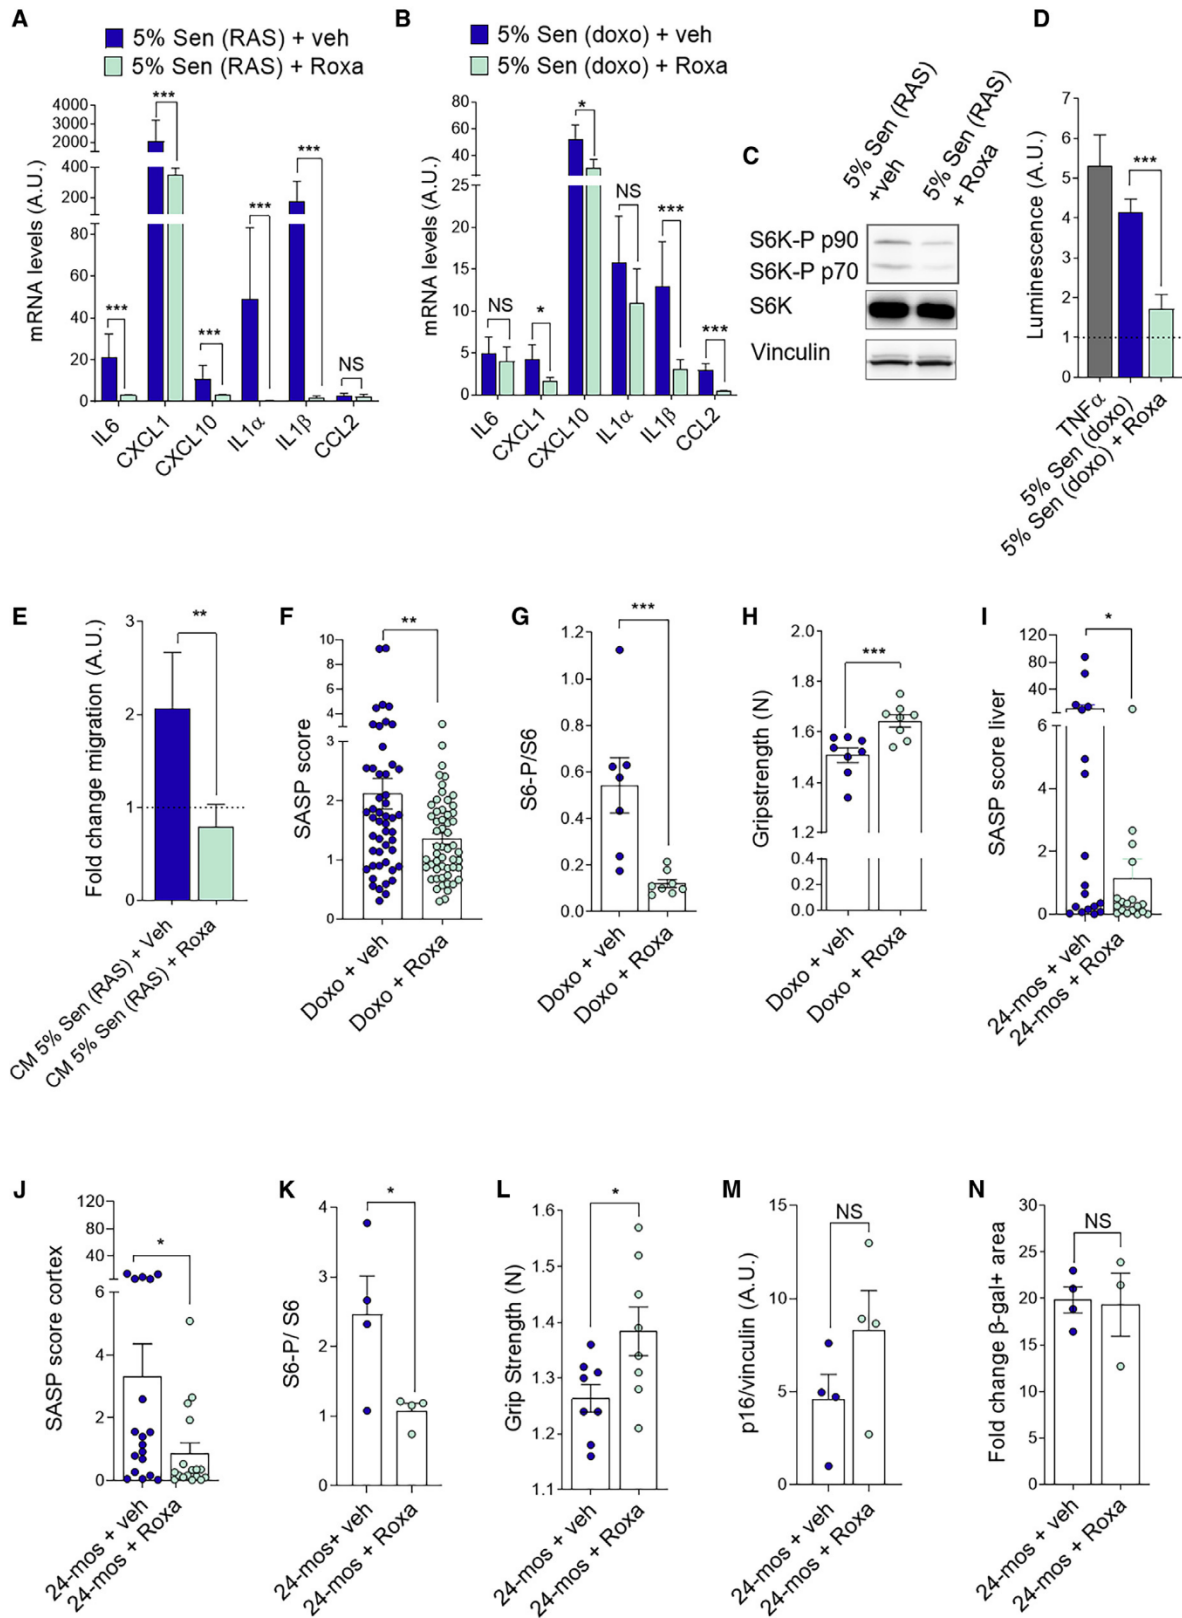 A
5% Sen (RAS) + veh
5% Sen (RAS) + Roxa
mRNA levels (A.U.)
4000
3000
2000
400
200
80
60
40
20
0
***
***
***
***
***
NS
IL6
CXCL1
CXCL10
IL1α
IL1β
CCL2
B
5% Sen (doxo) + veh
5% Sen (doxo) + Roxa
mRNA levels (A.U.)
80
60
40
25
20
15
10
5
0
NS
*
*
NS
***
***
IL6
CXCL1
CXCL10
IL1α
IL1β
CCL2
C
5% Sen (RAS)
+veh
5% Sen (RAS)
+ Roxa
S6K-P p90
S6K-P p70
S6K
Vinculin
D
Luminescence (A.U.)
7
6
5
4
3
2
1
0
***
TNFα
5% Sen (doxo)
5% Sen (doxo) + Roxa
E
Fold change migration (A.U.)
3
2
1
0
**
CM 5% Sen (RAS) + Veh
CM 5% Sen (RAS) + Roxa
F
SASP score
10
8
6
4
3
2
1
0
**
Doxo + veh
Doxo + Roxa
G
S6-P/S6
1.2
1.0
0.8
0.6
0.4
0.2
0.0
***
Doxo + veh
Doxo + Roxa
H
Gripstrength (N)
2.0
1.8
1.6
1.4
1.2
0.4
0.2
0.0
***
Doxo + veh
Doxo + Roxa
I
SASP score liver
120
80
40
6
4
2
0
*
24-mos + veh
24-mos + Roxa
J
SASP score cortex
120
80
40
6
4
2
0
*
24-mos + veh
24-mos + Roxa
K
S6-P/ S6
4
3
2
1
0
*
24-mos+ veh
24-mos + Roxa
L
Grip Strength (N)
1.6
1.5
1.4
1.3
1.2
1.1
*
24-mos + veh
24-mos + Roxa
M
p16/vinculin (A.U.)
15
10
5
0
NS
24-mos + veh
24-mos + Roxa
N
Fold change β-gal+ area
30
25
20
15
10
5
0
NS
24-mos + veh
24-mos + Roxa